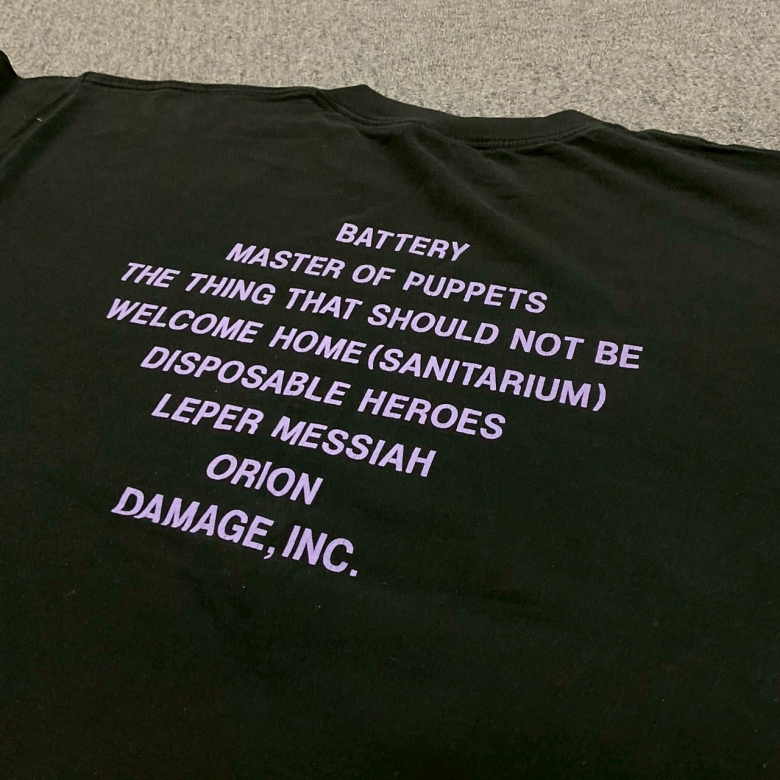 BATTERY
MASTER OF PUPPETS
THE THING THAT SHOULD NOT BE
WELCOME HOME (SANITARIUM)
DISPOSABLE HEROES
LEPER MESSIAH
ORION
DAMAGE, INC.